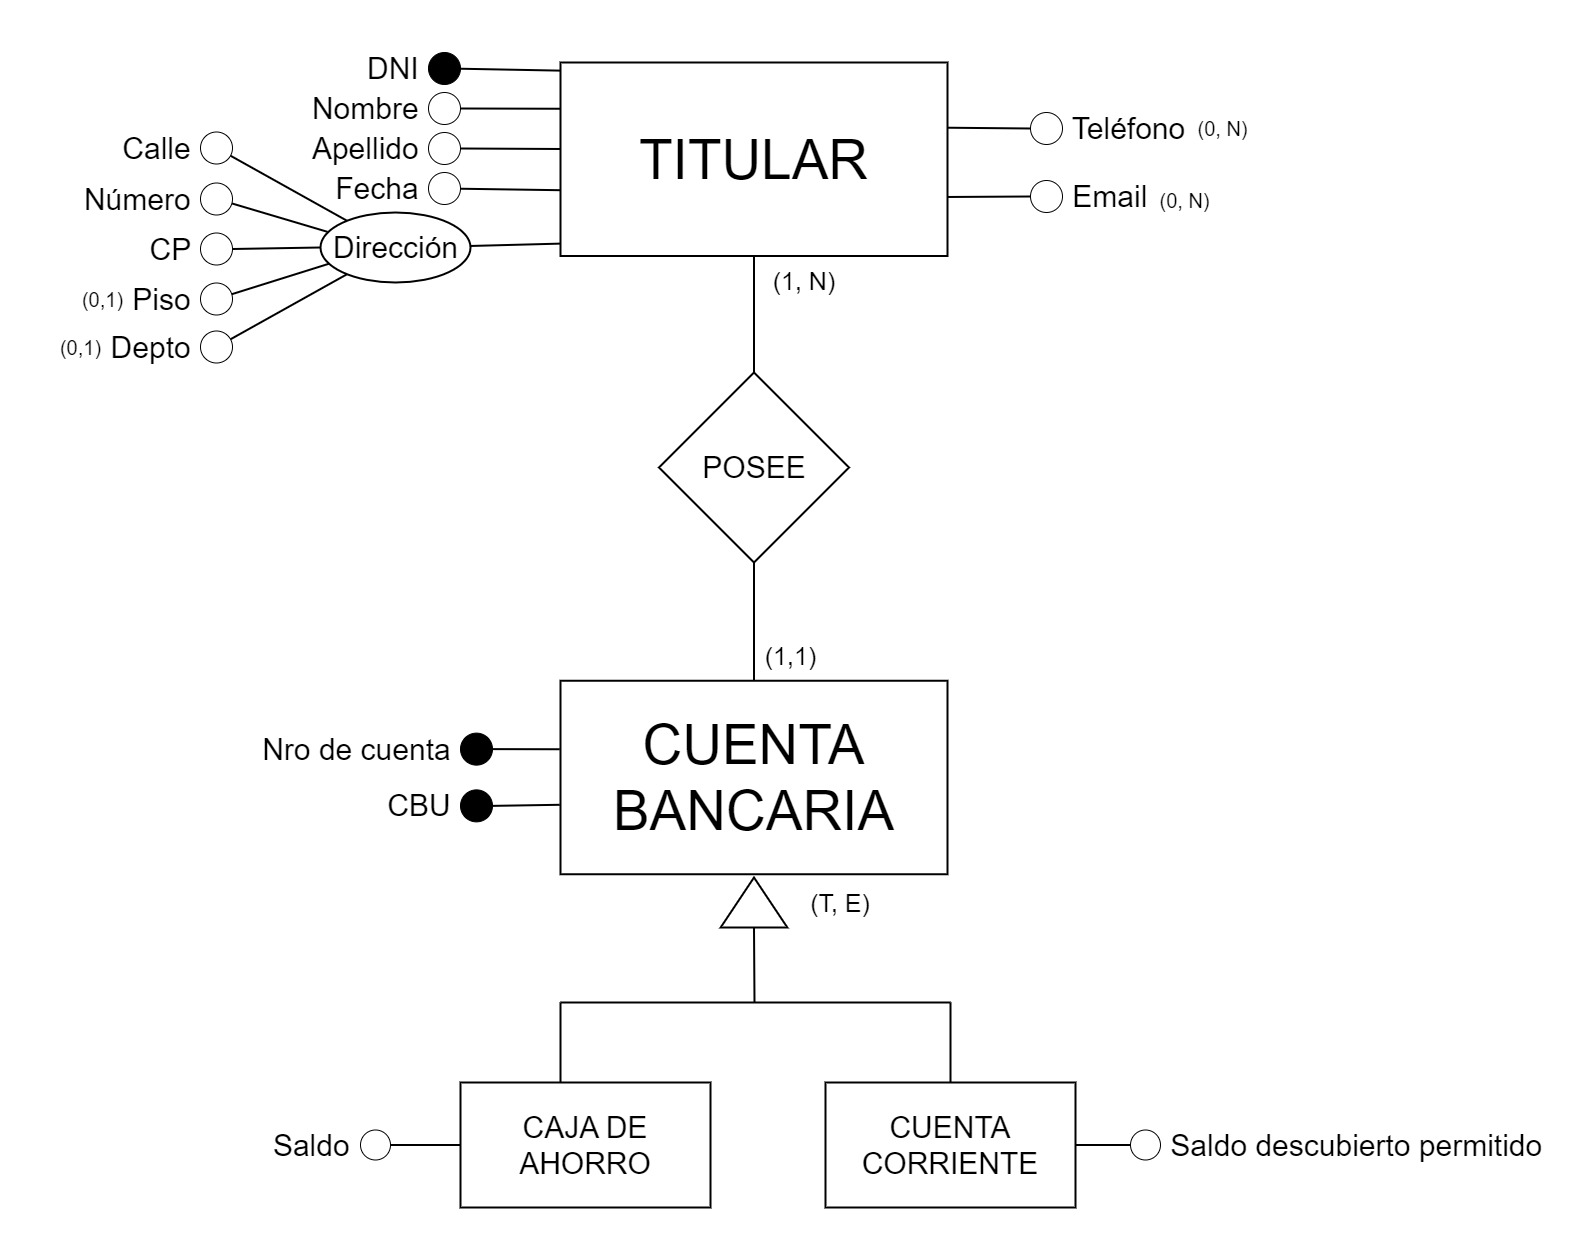 DNI
Nombre
Apellido
Fecha
Calle
Número
CP
(0,1) Piso
(0,1) Depto
Dirección
TITULAR
Teléfono (0, N)
Email (0, N)
(1, N)
POSEE
(1,1)
Nro de cuenta
CBU
CUENTA
BANCARIA
(T, E)
Saldo
CAJA DE
AHORRO
CUENTA
CORRIENTE
Saldo descubierto permitido